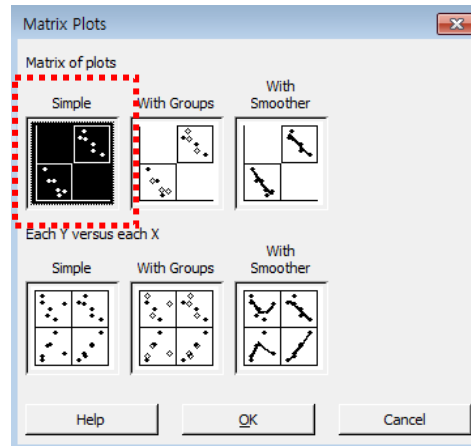 Matrix Plots
Matrix of plots
Simple With Groups With Smoother
Each Y versus each X
Simple With Groups With Smoother
Help OK Cancel